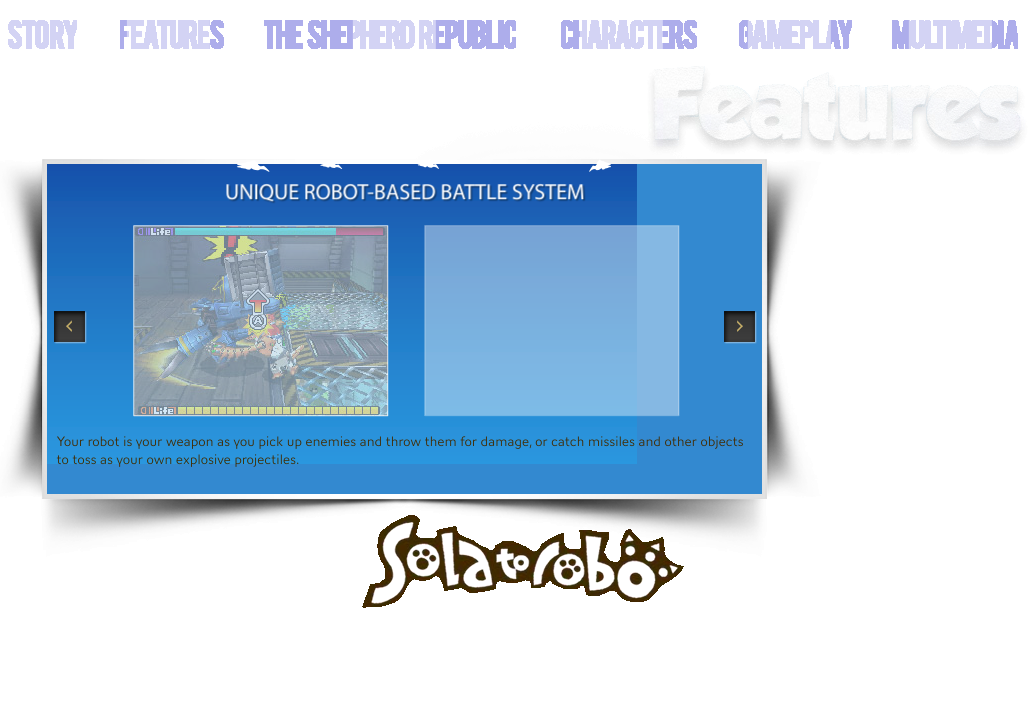 STORY FEATURES THE SHEPHERD REPUBLIC CHARACTERS GAMEPLAY MULTIMEDIA
Features
UNIQUE ROBOT-BASED BATTLE SYSTEM
Life
A
Life
Your robot is your weapon as you pick up enemies and throw them for damage, or catch missiles and other objects
to toss as your own explosive projectiles.
Solatorobo